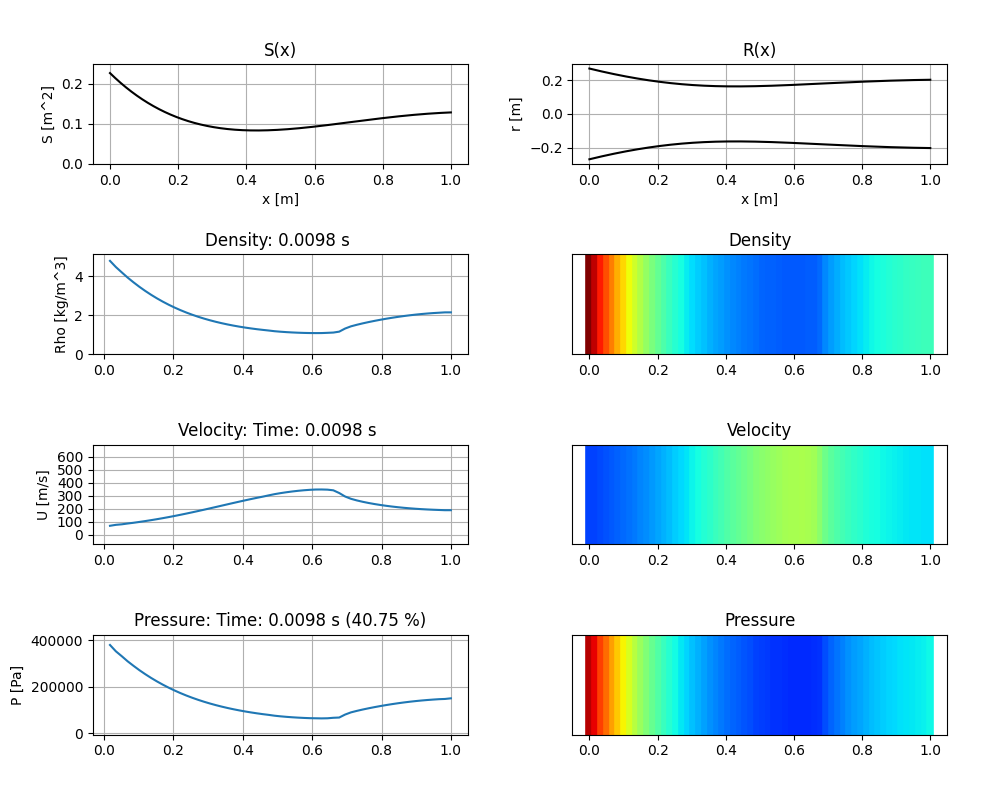 S(x)
S [m^2]
0.2
0.1
0.0
0.0 0.2 0.4 0.6 0.8 1.0
x [m]
R(x)
r [m]
0.2
0.0
−0.2
0.0 0.2 0.4 0.6 0.8 1.0
x [m]
Density: 0.0098 s
Rho [kg/m^3]
4
2
0
0.0 0.2 0.4 0.6 0.8 1.0
Density
0.0 0.2 0.4 0.6 0.8 1.0
Velocity: Time: 0.0098 s
U [m/s]
600
500
400
300
200
100
0
0.0 0.2 0.4 0.6 0.8 1.0
Velocity
0.0 0.2 0.4 0.6 0.8 1.0
Pressure: Time: 0.0098 s (40.75 %)
P [Pa]
400000
200000
0
0.0 0.2 0.4 0.6 0.8 1.0
Pressure
0.0 0.2 0.4 0.6 0.8 1.0